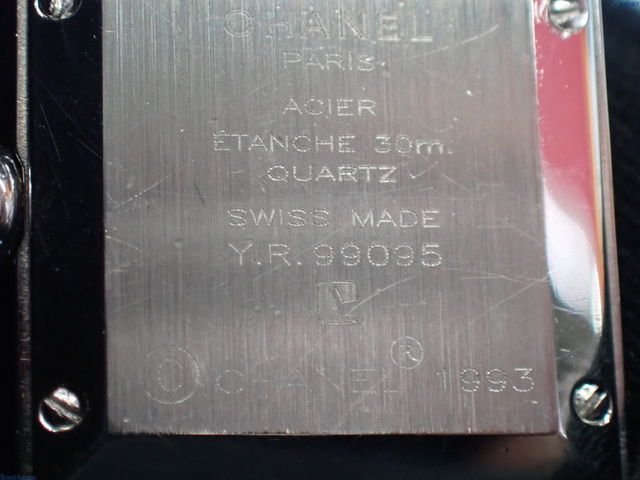 CHANEL
PARIS
ACIER
ÉTANCHE 30m.
QUARTZ
SWISS MADE
Y.R. 99095
© CHANEL ® 1993